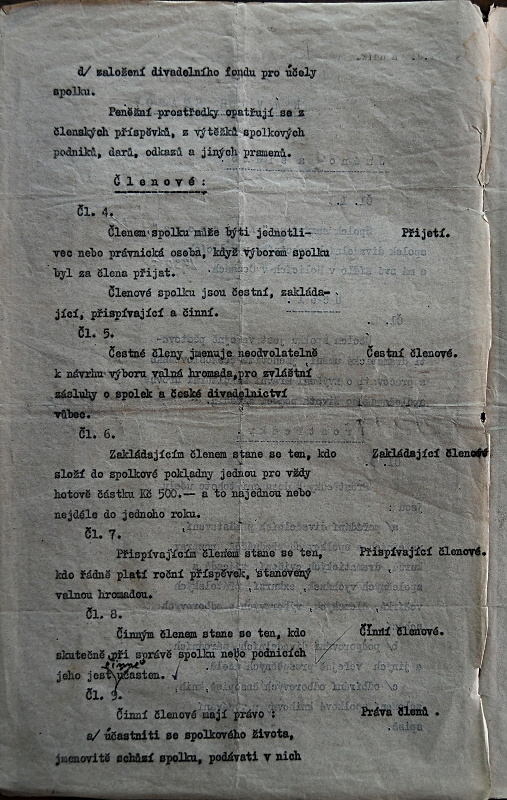 d/ založení divadelního fondu pro účely
spolku.
Peněžní prostředky opatřují se z
členských příspěvků, z výtěžků spolkových
podniků, darů, odkazů a jiných pramenů.
Členové:
Čl. 4.
Členem spolku může býti jednotli- Přijetí.
vec nebo právnická osoba, když výborem spolku
byl za člena přijat.
Členové spolku jsou čestní, zakláda-
jící, přispívající a činní.
Čl. 5.
Čestné členy jmenuje neodvolatelně Čestní členové.
k návrhu výboru valná hromada,pro zvláštní
zásluhy o spolek a české divadelnictví
vůbec.
Čl. 6.
Zakládajícím členem stane se ten, kdo Zakládající členové
složí do spolkové pokladny jednou pro vždy
hotově částku Kč 500.— a to najednou nebo
nejdéle do jednoho roku.
Čl. 7.
Přispívajícím členem stane se ten, Přispívající členové.
kdo řádně platí roční příspěvek, stanovený
valnou hromadou.
Čl. 8.
Činným členem stane se ten, kdo Činní členové.
skutečně při správě spolku nebo podnicích
činně
jeho jest účasten.
Čl. 9.
Činní členové mají právo : Práva členů .
a/ účastniti se spolkového života,
jmenovitě schůzí spolku, podávati v nich